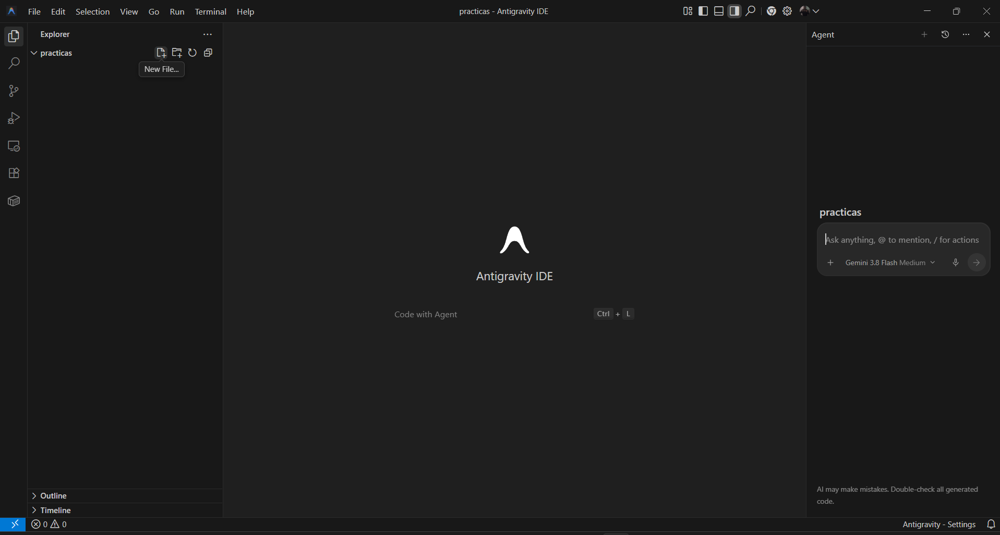 File Edit Selection View Go Run Terminal Help
practicas - Antigravity IDE
Explorer
practicas
New File...
Antigravity IDE
Code with Agent
Ctrl + L
Agent
practicas
Ask anything, @ to mention, / for actions
Gemini 3.8 Flash Medium
AI may make mistakes. Double-check all generated
code.
Outline
Timeline
0 0
Antigravity - Settings